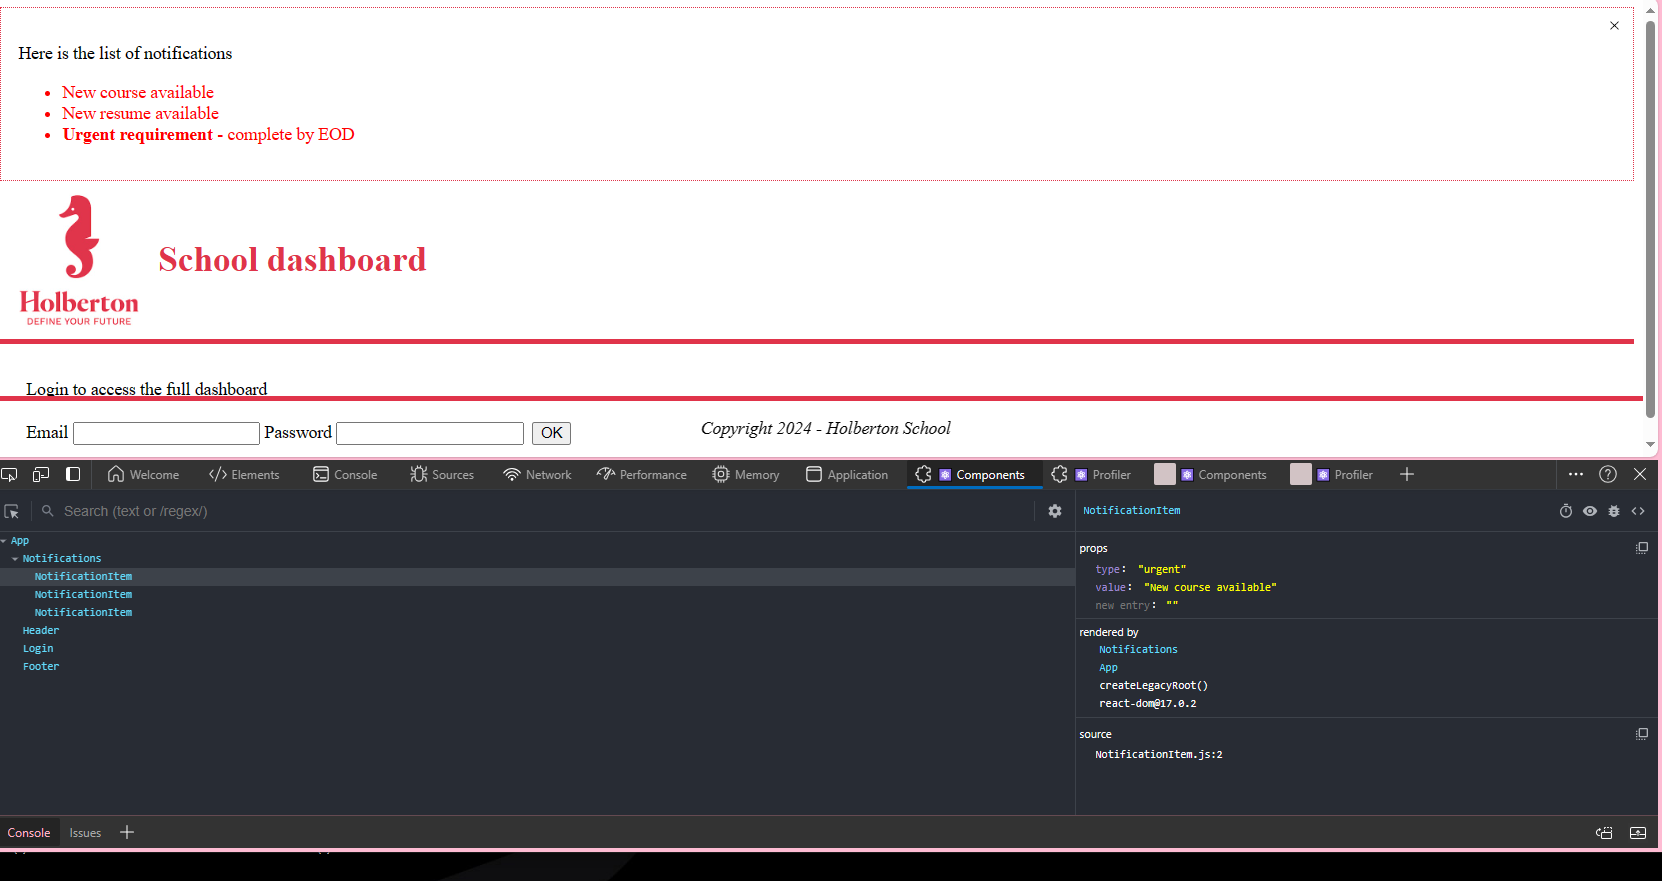 ×
Here is the list of notifications
• New course available
• New resume available
• Urgent requirement - complete by EOD
Holberton
DEFINE YOUR FUTURE
School dashboard
Login to access the full dashboard
Email Password OK
Copyright 2024 - Holberton School
Welcome Elements Console Sources Network Performance Memory Application Components Profiler Components Profiler
Search (text or /regex/)
App
Notifications
NotificationItem
NotificationItem
NotificationItem
Header
Login
Footer
NotificationItem
props
type: "urgent"
value: "New course available"
new entry: ""
rendered by
Notifications
App
createLegacyRoot()
react-dom@17.0.2
source
NotificationItem.js:2
Console Issues